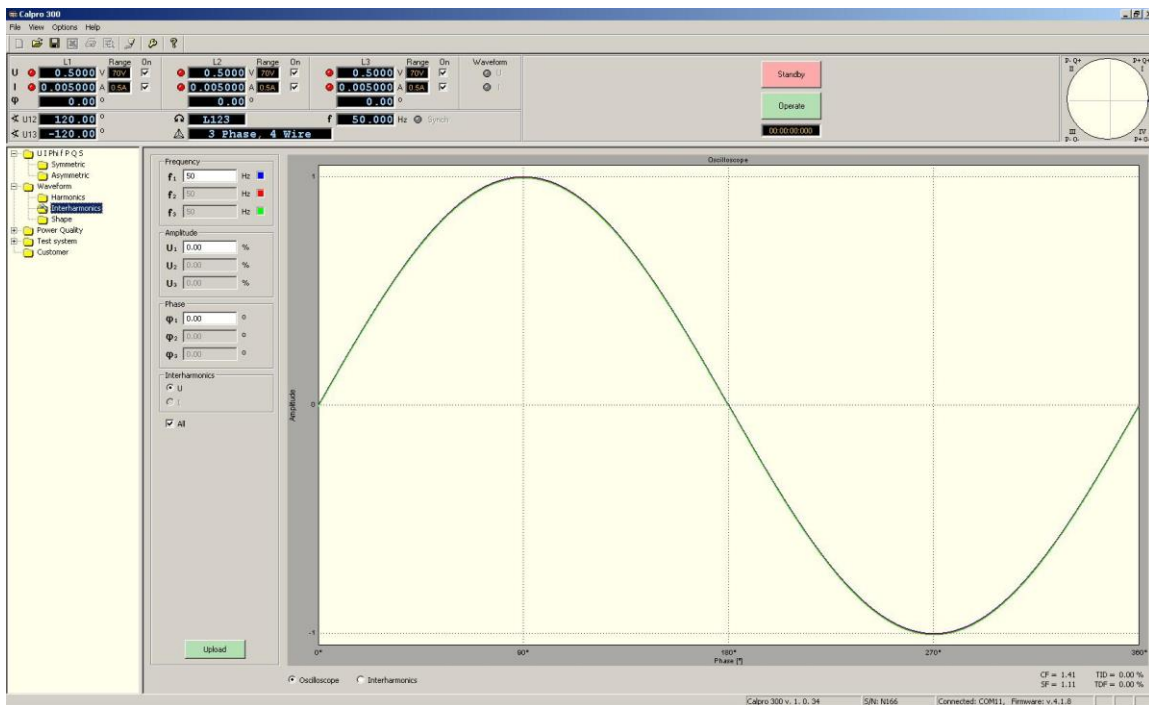 Calpro 300
File View Options Help
L1 Range On L2 Range On L3 Range On Waveform
U 0.5000 V 70V 0.5000 V 70V 0.5000 V 70V U
I 0.005000 A 0.5A 0.005000 A 0.5A 0.005000 A 0.5A I
φ 0.00 ° 0.00 ° 0.00 °
∢ U12 120.00 ° L123 f 50.000 Hz Synch
∢ U13 -120.00 ° 3 Phase, 4 Wire
Standby
Operate
00:00:00:000
P- Q+ P+ Q+
II I
III IV
P- Q- P+ Q-
U I Phi f P Q S
Symmetric
Asymmetric
Waveform
Harmonics
Interharmonics
Shape
Power Quality
Test system
Customer
Frequency
f₁ 50 Hz
f₂ 50 Hz
f₃ 50 Hz
Amplitude
U₁ 0.00 %
U₂ 0.00 %
U₃ 0.00 %
Phase
φ₁ 0.00 °
φ₂ 0.00 °
φ₃ 0.00 °
Interharmonics
U
I
All
Upload
Oscilloscope
Amplitude
1
0
-1
0° 90° 180° 270° 360°
Phase [°]
Oscilloscope Interharmonics
CF = 1.41 TID = 0.00 %
SF = 1.11 TDF = 0.00 %
Calpro 300 v. 1. 0. 34 S/N: N166 Connected: COM11, Firmware: v.4.1.8